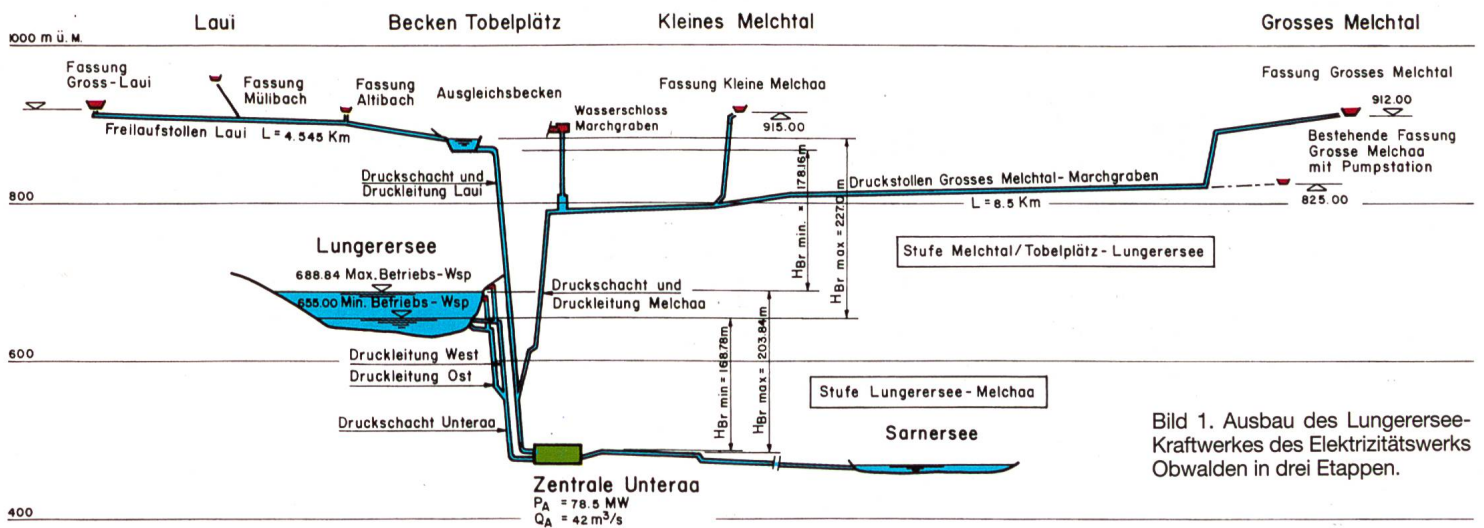 Laui
Becken Tobelplätz
Kleines Melchtal
Grosses Melchtal
1000 m ü. M.
Fassung
Gross-Laui
Fassung
Mülibach
Fassung
Altibach
Ausgleichsbecken
Wasserschloss
Marchgraben
Fassung Kleine Melchaa
915.00
Fassung Grosses Melchtal
912.00
Bestehende Fassung
Grosse Melchaa
mit Pumpstation
825.00
Freilaufstollen Laui L = 4.545 Km
Druckschacht und
Druckleitung Laui
Druckstollen Grosses Melchtal-Marchgraben
L = 8.5 Km
800
HBr min. = 178.16 m
HBr max = 227.0 m
Stufe Melchtal/Tobelplätz-Lungerersee
Lungerersee
688.84 Max. Betriebs-Wsp
655.00 Min. Betriebs-Wsp
Druckschacht und
Druckleitung Melchaa
600
Druckleitung West
Druckleitung Ost
Druckschacht Unteraa
HBr min = 168.78 m
HBr max = 203.84 m
Stufe Lungerersee-Melchaa
Sarnersee
Zentrale Unteraa
PA = 78.5 MW
QA = 42 m³/s
400
Bild 1. Ausbau des Lungerersee-
Kraftwerkes des Elektrizitätswerks
Obwalden in drei Etappen.